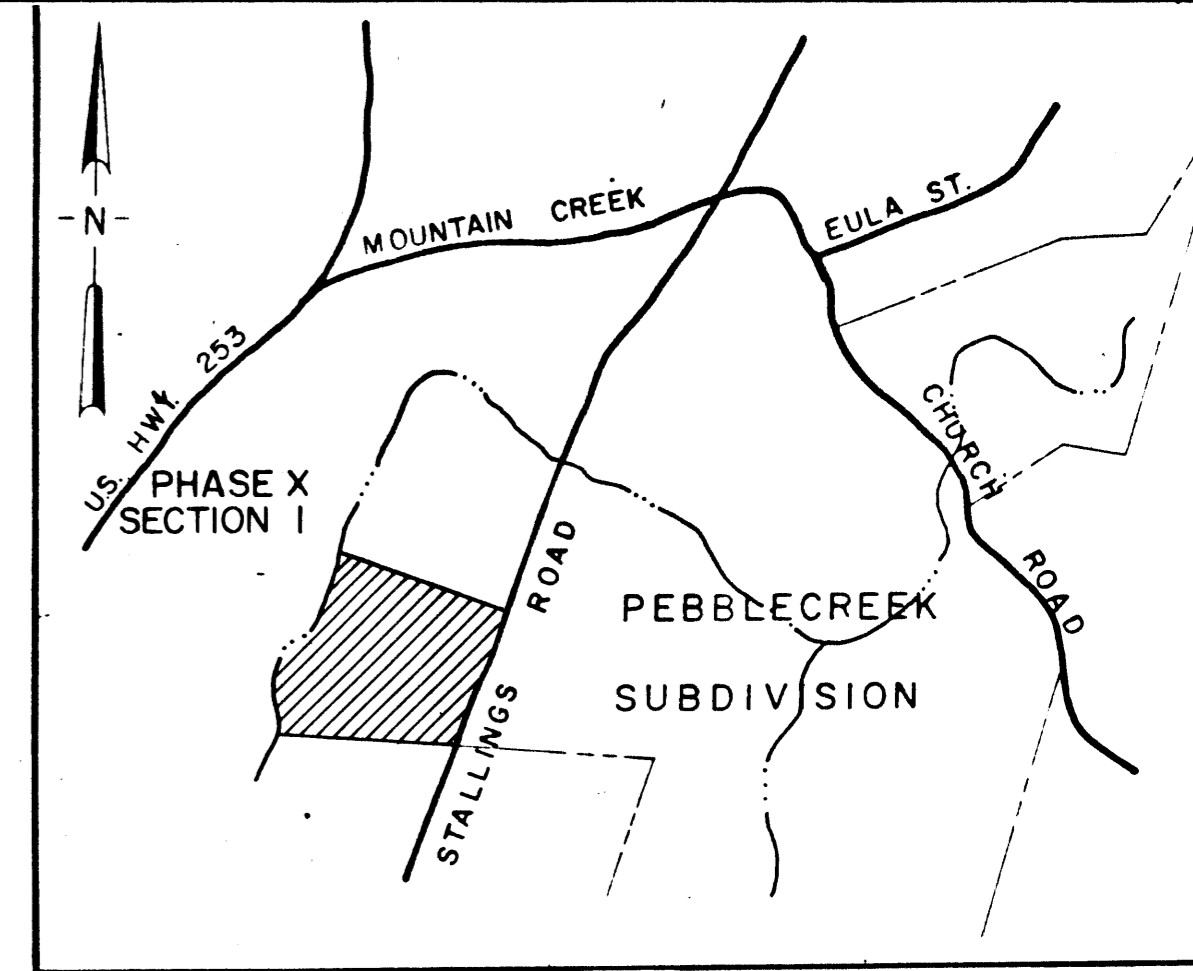 -N-
MOUNTAIN CREEK
EULA ST.
U.S. HWY. 253
CHURCH
ROAD
PHASE X
SECTION I
STALLINGS ROAD
PEBBLECREEK
SUBDIVISION